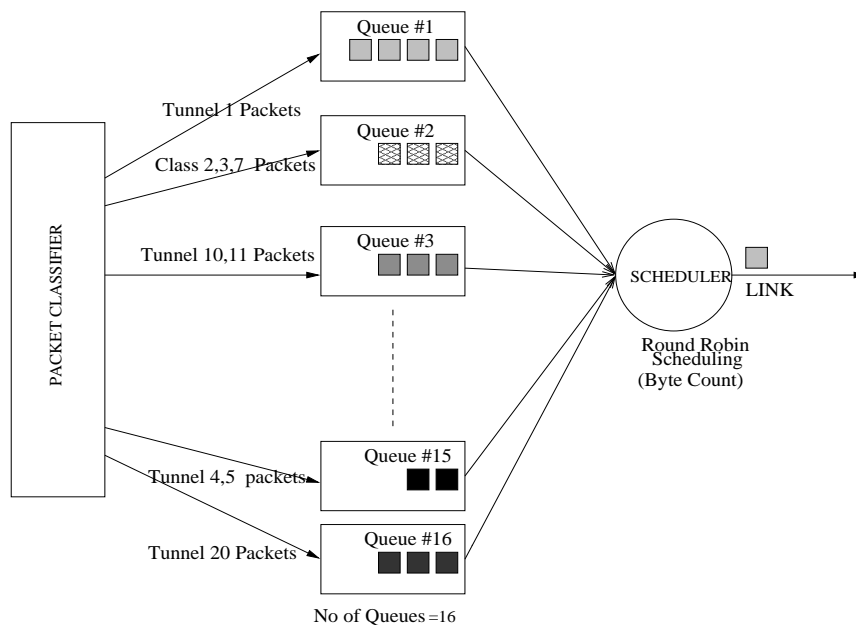 Queue #1
Tunnel 1 Packets
Queue #2
Class 2,3,7 Packets
Queue #3
Tunnel 10,11 Packets
PACKET CLASSIFIER
SCHEDULER
LINK
Round Robin
Scheduling
(Byte Count)
Queue #15
Tunnel 4,5 packets
Queue #16
Tunnel 20 Packets
No of Queues =16